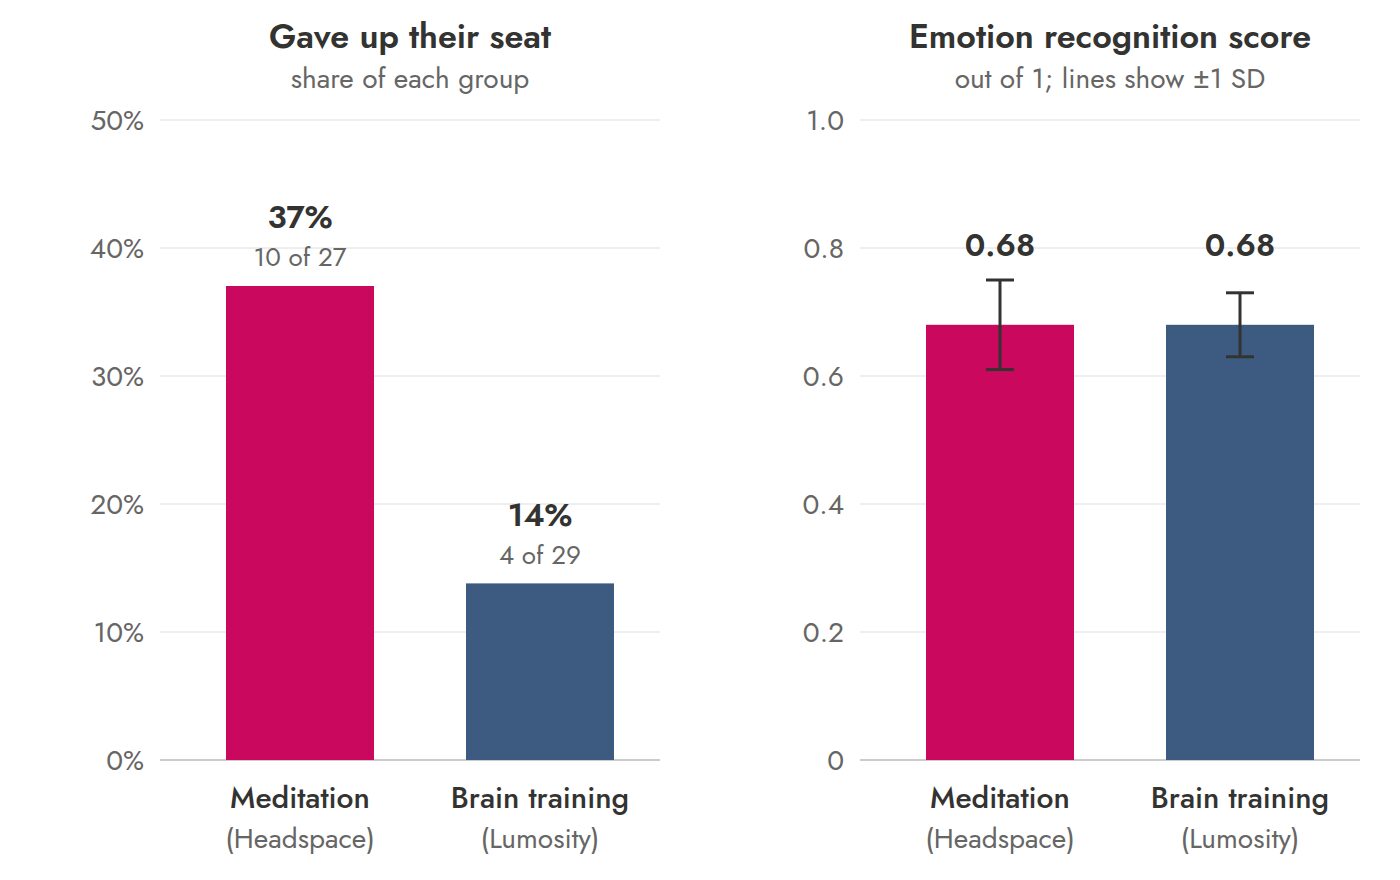 Gave up their seat
share of each group
50%
40%
30%
20%
10%
0%
37%
10 of 27
14%
4 of 29
Meditation
(Headspace)
Brain training
(Lumosity)
Emotion recognition score
out of 1; lines show ±1 SD
1.0
0.8
0.6
0.4
0.2
0
0.68
0.68
Meditation
(Headspace)
Brain training
(Lumosity)